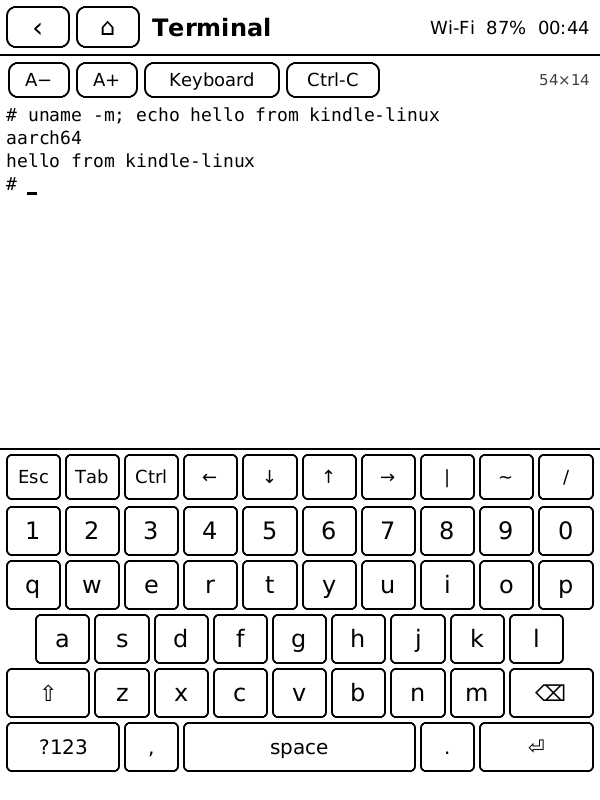 ‹ ⌂ Terminal Wi-Fi 87% 00:44
A− A+ Keyboard Ctrl-C 54×14
# uname -m; echo hello from kindle-linux
aarch64
hello from kindle-linux
# _
Esc Tab Ctrl ← ↓ ↑ → | ~ /
1 2 3 4 5 6 7 8 9 0
q w e r t y u i o p
a s d f g h j k l
⇧ z x c v b n m ⌫
?123 , space . ⏎